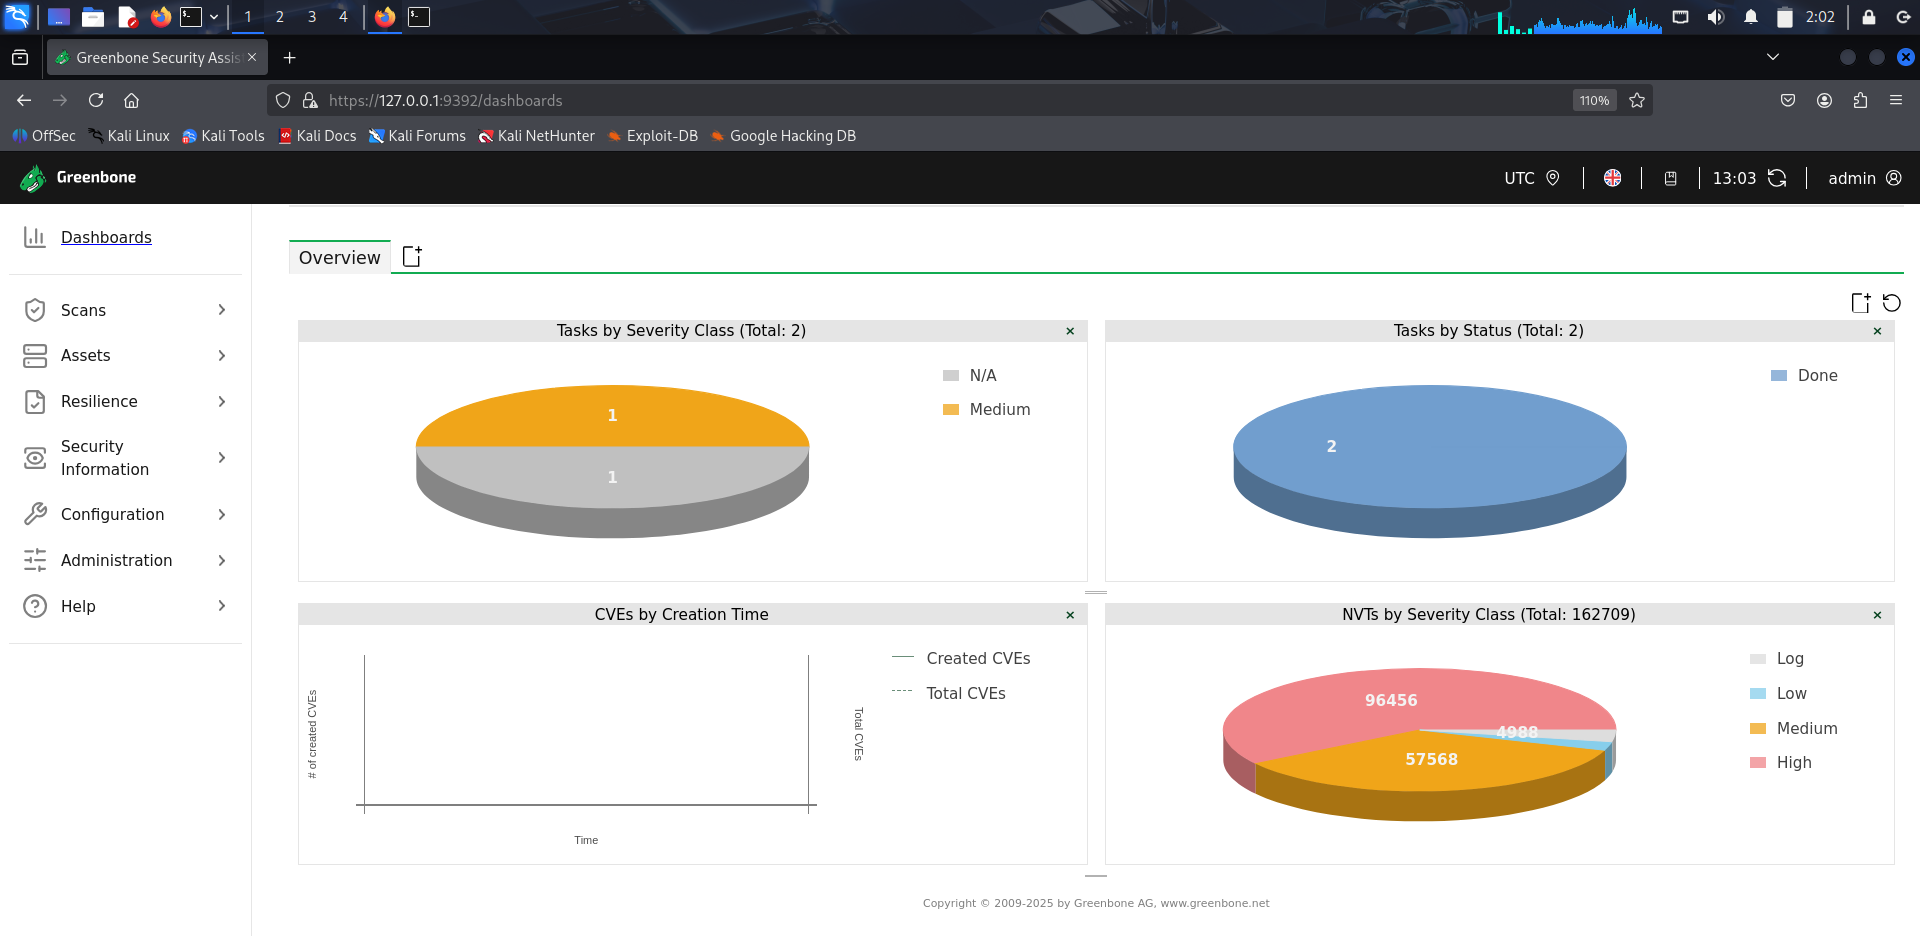 1 2 3 4 2:02
Greenbone Security Assis
https://127.0.0.1:9392/dashboards 110%
OffSec Kali Linux Kali Tools Kali Docs Kali Forums Kali NetHunter Exploit-DB Google Hacking DB
Greenbone UTC 13:03 admin
Dashboards
Scans
Assets
Resilience
Security
Information
Configuration
Administration
Help
Overview
Tasks by Severity Class (Total: 2)
N/A
Medium
1
1
Tasks by Status (Total: 2)
Done
2
CVEs by Creation Time
Created CVEs
Total CVEs
# of created CVEs
Total CVEs
Time
NVTs by Severity Class (Total: 162709)
Log
Low
Medium
High
96456
4988
57568
Copyright © 2009-2025 by Greenbone AG, www.greenbone.net